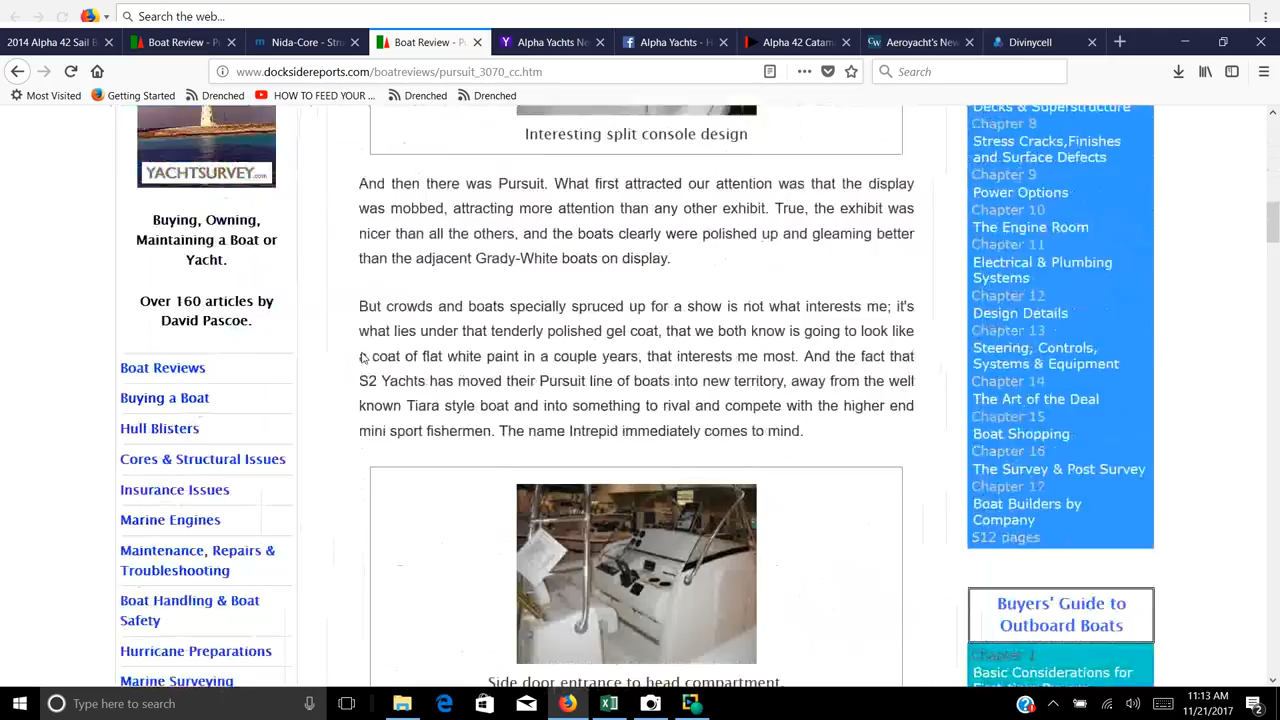 Search the web...
2014 Alpha 42 Sail B
Boat Review - P
Nida-Core - Stru
Boat Review - P
Alpha Yachts Ne
Alpha Yachts - H
Alpha 42 Catama
Aeroyacht's New
Divinycell
www.docksidereports.com/boatreviews/pursuit_3070_cc.htm
Search
Most Visited
Getting Started
Drenched
HOW TO FEED YOUR ...
Drenched
Drenched
YACHTSURVEY.com
Buying, Owning,
Maintaining a Boat or
Yacht.
Over 160 articles by
David Pascoe.
Boat Reviews
Buying a Boat
Hull Blisters
Cores & Structural Issues
Insurance Issues
Marine Engines
Maintenance, Repairs &
Troubleshooting
Boat Handling & Boat
Safety
Hurricane Preparations
Marine Surveying
Interesting split console design
And then there was Pursuit. What first attracted our attention was that the display
was mobbed, attracting more attention than any other exhibit. True, the exhibit was
nicer than all the others, and the boats clearly were polished up and gleaming better
than the adjacent Grady-White boats on display.
But crowds and boats specially spruced up for a show is not what interests me; it's
what lies under that tenderly polished gel coat, that we both know is going to look like
a coat of flat white paint in a couple years, that interests me most. And the fact that
S2 Yachts has moved their Pursuit line of boats into new territory, away from the well
known Tiara style boat and into something to rival and compete with the higher end
mini sport fishermen. The name Intrepid immediately comes to mind.
Side door entrance to head compartment
Decks & Superstructure
Chapter 8
Stress Cracks,Finishes
and Surface Defects
Chapter 9
Power Options
Chapter 10
The Engine Room
Chapter 11
Electrical & Plumbing
Systems
Chapter 12
Design Details
Chapter 13
Steering, Controls,
Systems & Equipment
Chapter 14
The Art of the Deal
Chapter 15
Boat Shopping
Chapter 16
The Survey & Post Survey
Chapter 17
Boat Builders by
Company
512 pages
Buyers' Guide to
Outboard Boats
Chapter 1
Basic Considerations for
Type here to search
11:13 AM
11/21/2017
2